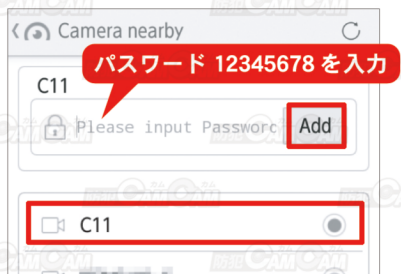 Camera nearby
パスワード 12345678 を入力
C11
Please input Passworc
Add
C11